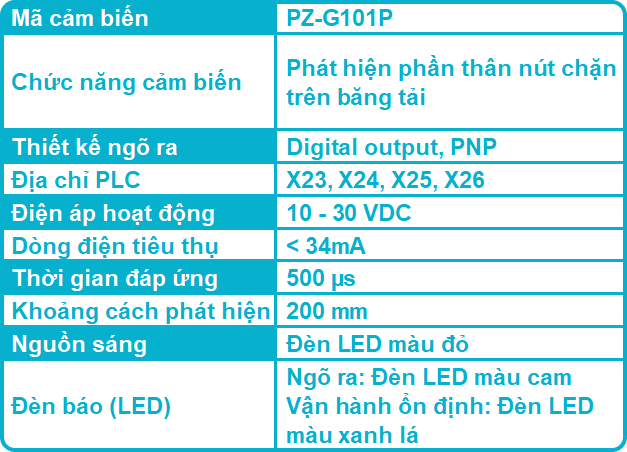 Mã cảm biến
PZ-G101P
Chức năng cảm biến
Phát hiện phần thân nút chặn
trên băng tải
Thiết kế ngõ ra
Digital output, PNP
Địa chỉ PLC
X23, X24, X25, X26
Điện áp hoạt động
10 - 30 VDC
Dòng điện tiêu thụ
< 34mA
Thời gian đáp ứng
500 µs
Khoảng cách phát hiện
200 mm
Nguồn sáng
Đèn LED màu đỏ
Đèn báo (LED)
Ngõ ra: Đèn LED màu cam
Vận hành ổn định: Đèn LED
màu xanh lá